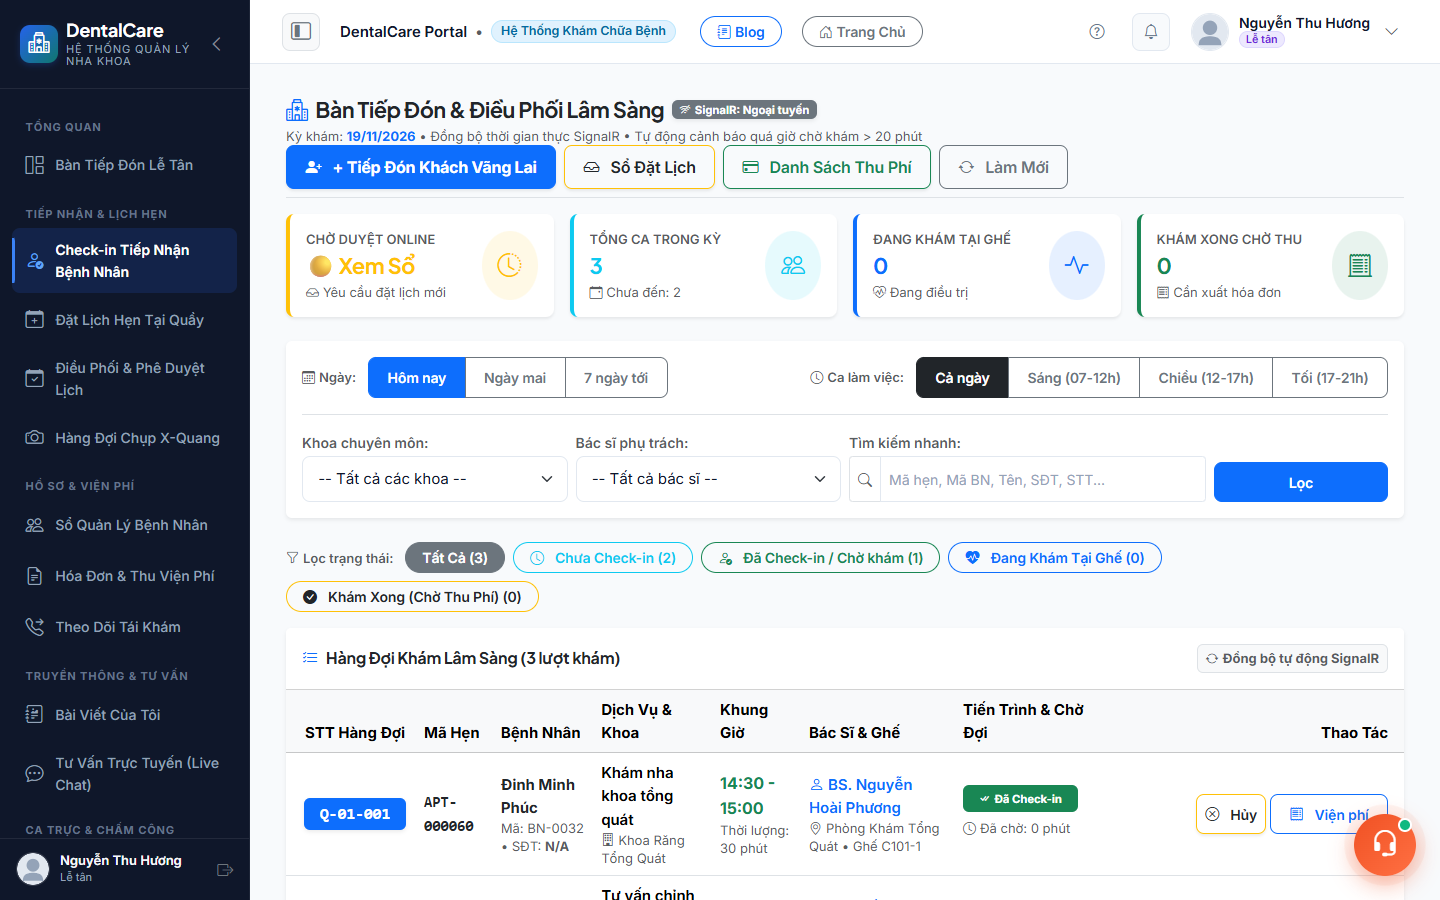 DentalCare
HỆ THỐNG QUẢN LÝ
NHA KHOA
TỔNG QUAN
Bàn Tiếp Đón Lễ Tân
TIẾP NHẬN & LỊCH HẸN
Check-in Tiếp Nhận
Bệnh Nhân
Đặt Lịch Hẹn Tại Quầy
Điều Phối & Phê Duyệt
Lịch
Hàng Đợi Chụp X-Quang
HỒ SƠ & VIỆN PHÍ
Sổ Quản Lý Bệnh Nhân
Hóa Đơn & Thu Viện Phí
Theo Dõi Tái Khám
TRUYỀN THÔNG & TƯ VẤN
Bài Viết Của Tôi
Tư Vấn Trực Tuyến (Live
Chat)
CA TRỰC & CHẤM CÔNG
Nguyễn Thu Hương
Lễ tân
DentalCare Portal • Hệ Thống Khám Chữa Bệnh Blog Trang Chủ
Nguyễn Thu Hương
Lễ tân
Bàn Tiếp Đón & Điều Phối Lâm Sàng SignalR: Ngoại tuyến
Kỳ khám: 19/11/2026 • Đồng bộ thời gian thực SignalR • Tự động cảnh báo quá giờ chờ khám > 20 phút
+ Tiếp Đón Khách Vãng Lai Sổ Đặt Lịch Danh Sách Thu Phí Làm Mới
CHỜ DUYỆT ONLINE
Xem Sổ
Yêu cầu đặt lịch mới
TỔNG CA TRONG KỲ
3
Chưa đến: 2
ĐANG KHÁM TẠI GHẾ
0
Đang điều trị
KHÁM XONG CHỜ THU
0
Cần xuất hóa đơn
Ngày: Hôm nay Ngày mai 7 ngày tới Ca làm việc: Cả ngày Sáng (07-12h) Chiều (12-17h) Tối (17-21h)
Khoa chuyên môn: Bác sĩ phụ trách: Tìm kiếm nhanh:
-- Tất cả các khoa -- -- Tất cả bác sĩ -- Mã hẹn, Mã BN, Tên, SĐT, STT... Lọc
Lọc trạng thái: Tất Cả (3) Chưa Check-in (2) Đã Check-in / Chờ khám (1) Đang Khám Tại Ghế (0)
Khám Xong (Chờ Thu Phí) (0)
Hàng Đợi Khám Lâm Sàng (3 lượt khám) Đồng bộ tự động SignalR
STT Hàng Đợi
Mã Hẹn
Bệnh Nhân
Dịch Vụ &
Khoa
Khung
Giờ
Bác Sĩ & Ghế
Tiến Trình & Chờ
Đợi
Thao Tác
Q-01-001
APT-
000060
Đinh Minh
Phúc
Mã: BN-0032
• SĐT: N/A
Khám nha
khoa tổng
quát
Khoa Răng
Tổng Quát
14:30 -
15:00
Thời lượng:
30 phút
BS. Nguyễn
Hoài Phương
Phòng Khám Tổng
Quát • Ghế C101-1
Đã Check-in
Đã chờ: 0 phút
Hủy
Viện phí
Tư vấn chỉnh